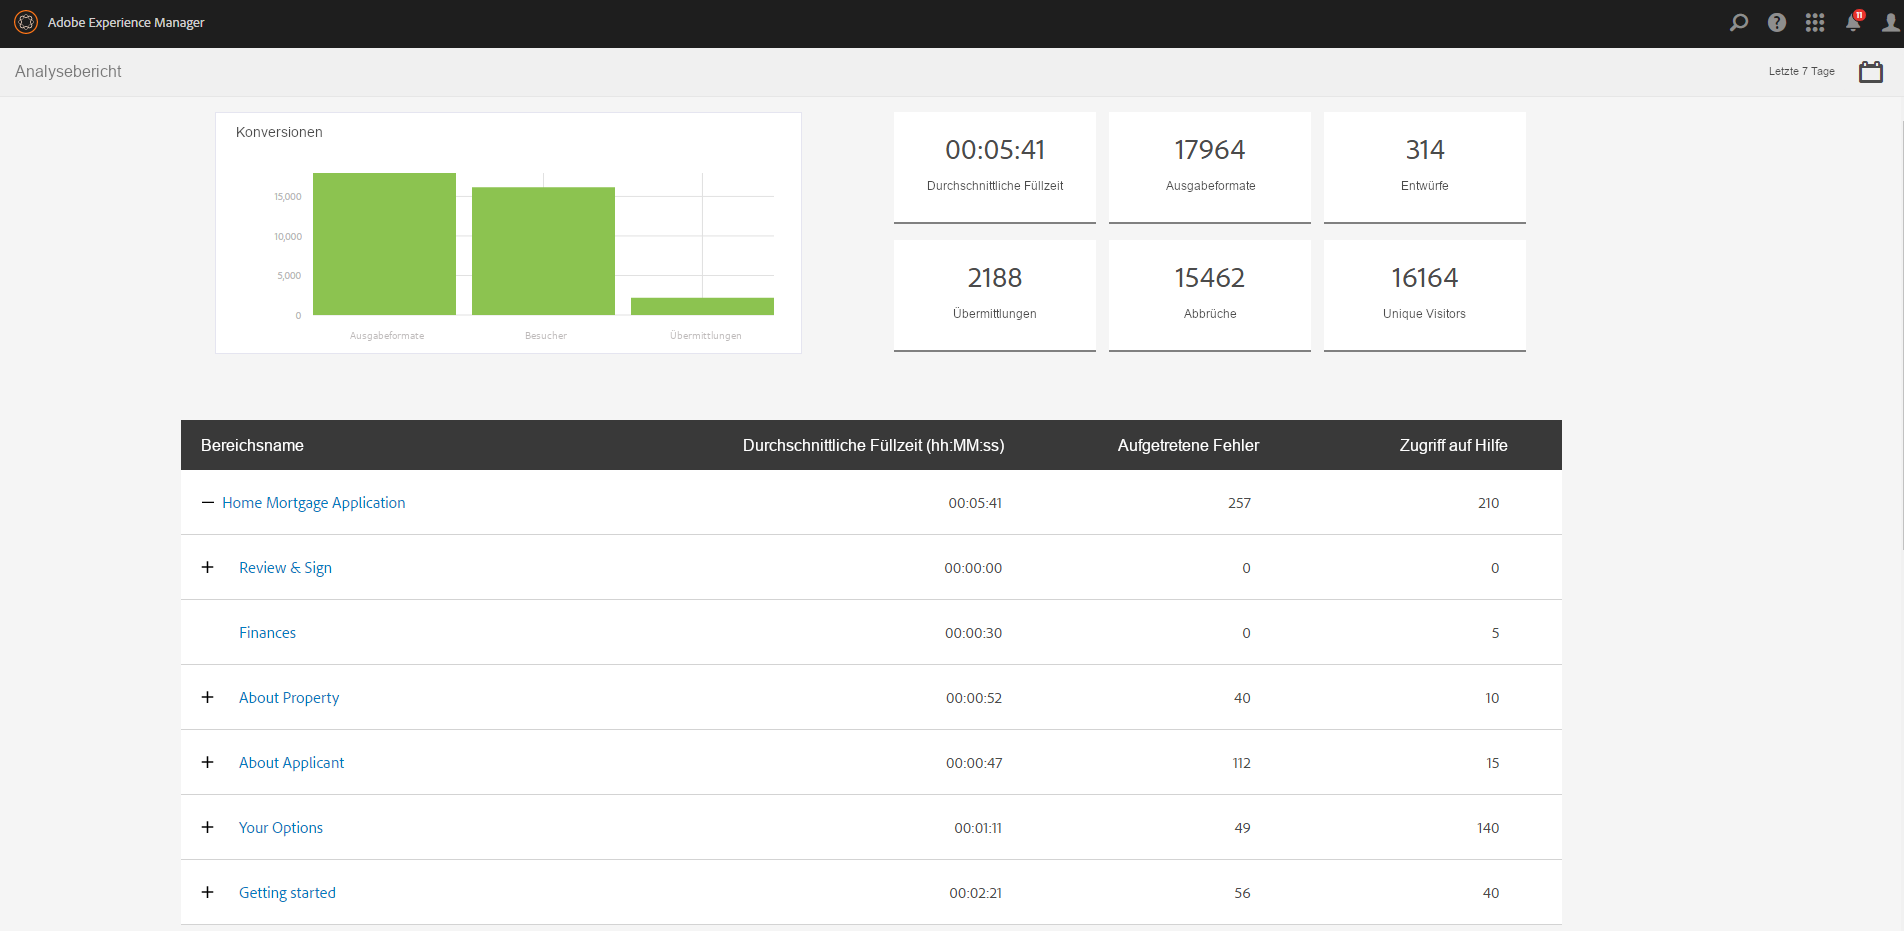 Adobe Experience Manager
11
Analysebericht
Letzte 7 Tage
Konversionen
15,000
10,000
5,000
0
Ausgabeformate Besucher Übermittlungen
00:05:41
Durchschnittliche Füllzeit
17964
Ausgabeformate
314
Entwürfe
2188
Übermittlungen
15462
Abbrüche
16164
Unique Visitors
Bereichsname Durchschnittliche Füllzeit (hh:MM:ss) Aufgetretene Fehler Zugriff auf Hilfe
Home Mortgage Application 00:05:41 257 210
Review & Sign 00:00:00 0 0
Finances 00:00:30 0 5
About Property 00:00:52 40 10
About Applicant 00:00:47 112 15
Your Options 00:01:11 49 140
Getting started 00:02:21 56 40